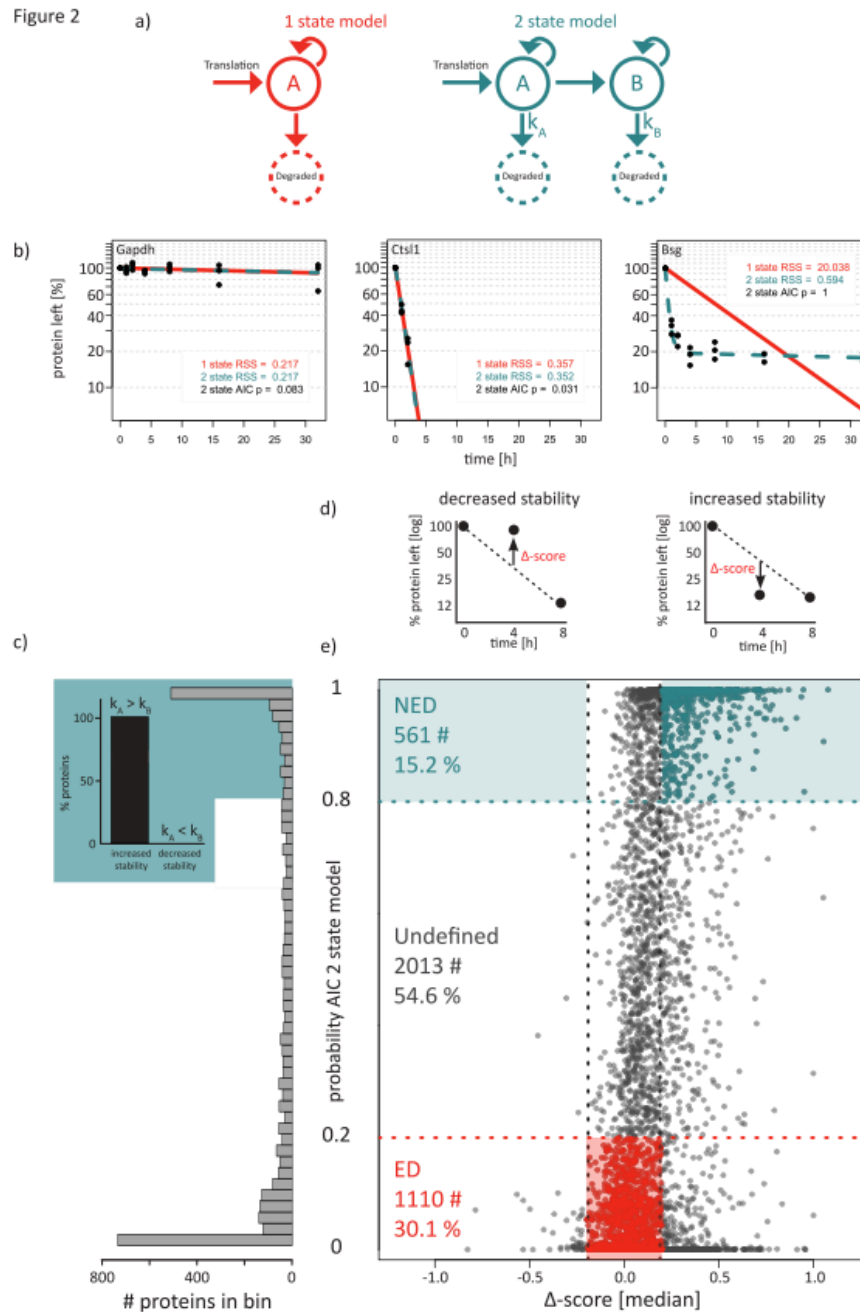 Figure 2
a)
1 state model
2 state model
Translation
A
Degraded
Translation
A
B
k_A
k_B
Degraded
Degraded
b)
Gapdh
Ctsl1
Bsg
protein left [%]
100
60
40
20
10
1 state RSS = 0.217
2 state RSS = 0.217
2 state AIC p = 0.083
0 5 10 15 20 25 30
100
60
40
20
10
1 state RSS = 0.357
2 state RSS = 0.352
2 state AIC p = 0.031
0 5 10 15 20 25 30
100
60
40
20
10
1 state RSS = 20.038
2 state RSS = 0.594
2 state AIC p = 1
0 5 10 15 20 25 30
time [h]
d)
decreased stability
% protein left [log]
100
50
25
12
Δ-score
0 4 8
time [h]
increased stability
% protein left [log]
100
50
25
12
Δ-score
0 4 8
time [h]
c)
k_A > k_B
100
50
0
% proteins
k_A < k_B
increased stability
decreased stability
800 400 0
# proteins in bin
e)
probability AIC 2 state model
1
0.8
0.2
0
NED
561 #
15.2 %
Undefined
2013 #
54.6 %
ED
1110 #
30.1 %
-1.0 -0.5 0.0 0.5 1.0
Δ-score [median]